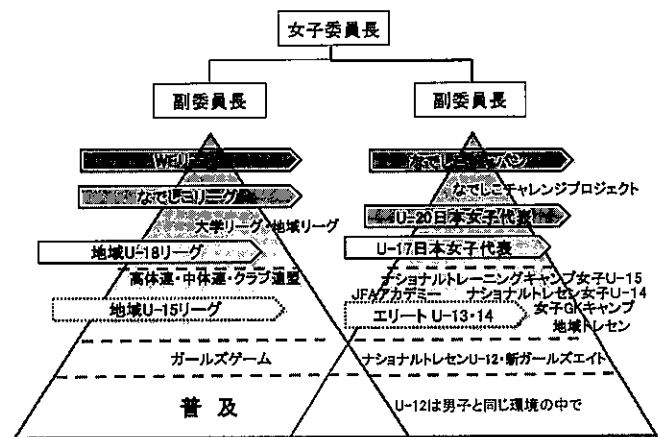 女子委員長
副委員長
副委員長
WEリーグ
なでしこリーグ
大学リーグ・地域リーグ
地域U-18リーグ
高体連・中体連・クラブ連盟
地域U-15リーグ
ガールズゲーム
普及
なでしこジャパン
なでしこチャレンジプロジェクト
U-20日本女子代表
U-17日本女子代表
ナショナルトレーニングキャンプ女子U-15
JFAアカデミー
ナショナルトレセン女子U-14
エリート U-13・14
女子GKキャンプ
地域トレセン
ナショナルトレセンU-12・新ガールズエイト
U-12は男子と同じ環境の中で